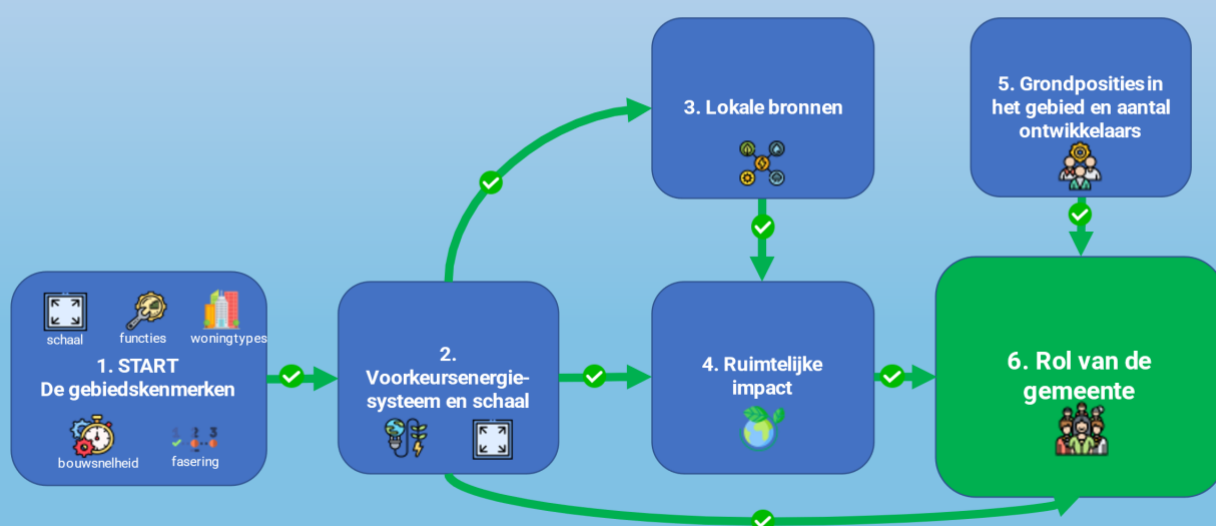 schaal
functies
woningtypes
1. START
De gebiedskenmerken
bouwsnelheid
fasering
2.
Voorkeursenergie-
systeem en schaal
3. Lokale bronnen
4. Ruimtelijke
impact
5. Grondposities in
het gebied en aantal
ontwikkelaars
6. Rol van de
gemeente